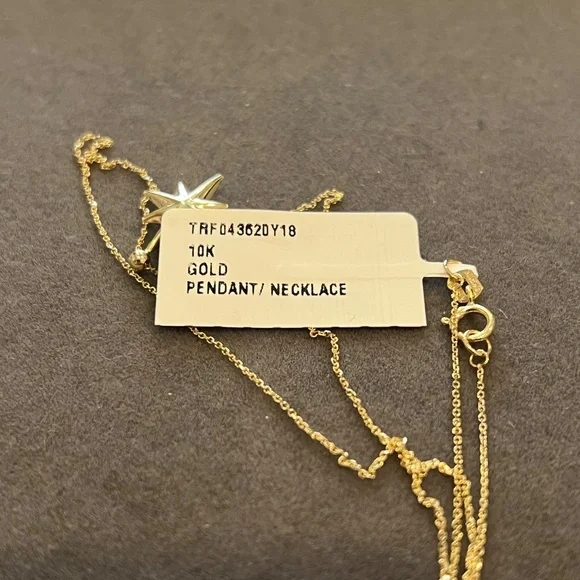 TRF043620Y18
10K
GOLD
PENDANT/ NECKLACE